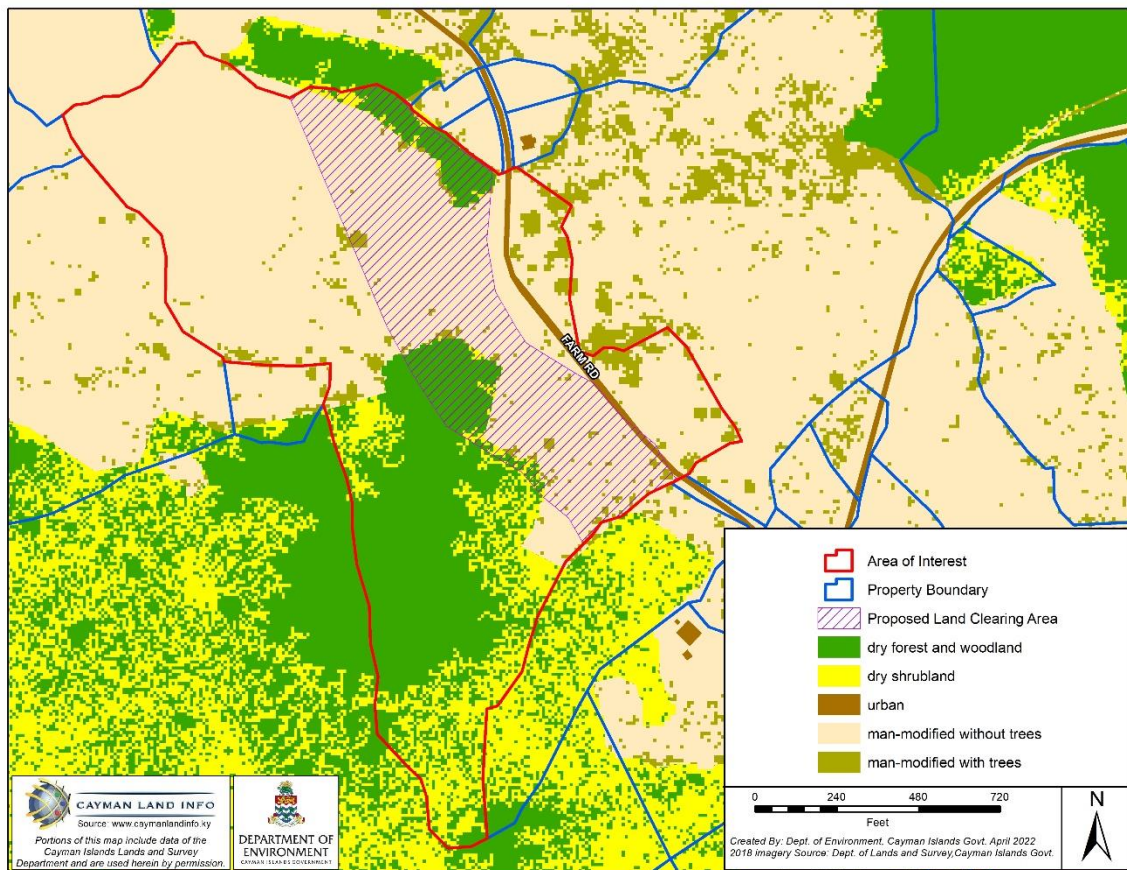 FARM RD
Area of Interest
Property Boundary
Proposed Land Clearing Area
dry forest and woodland
dry shrubland
urban
man-modified without trees
man-modified with trees
0 240 480 720
Feet
N
Created By: Dept. of Environment, Cayman Islands Govt. April 2022
2018 imagery Source: Dept. of Lands and Survey,Cayman Islands Govt.
CAYMAN LAND INFO
Source: www.caymanlandinfo.ky
Portions of this map include data of the
Cayman Islands Lands and Survey
Department and are used herein by permission.
DEPARTMENT OF
ENVIRONMENT
CAYMAN ISLANDS GOVERNMENT